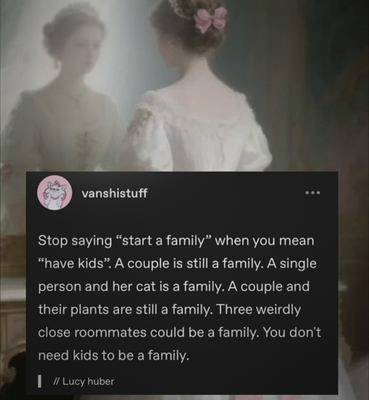 vanshistuff
Stop saying “start a family” when you mean
“have kids”. A couple is still a family. A single
person and her cat is a family. A couple and
their plants are still a family. Three weirdly
close roommates could be a family. You don't
need kids to be a family.
// Lucy huber